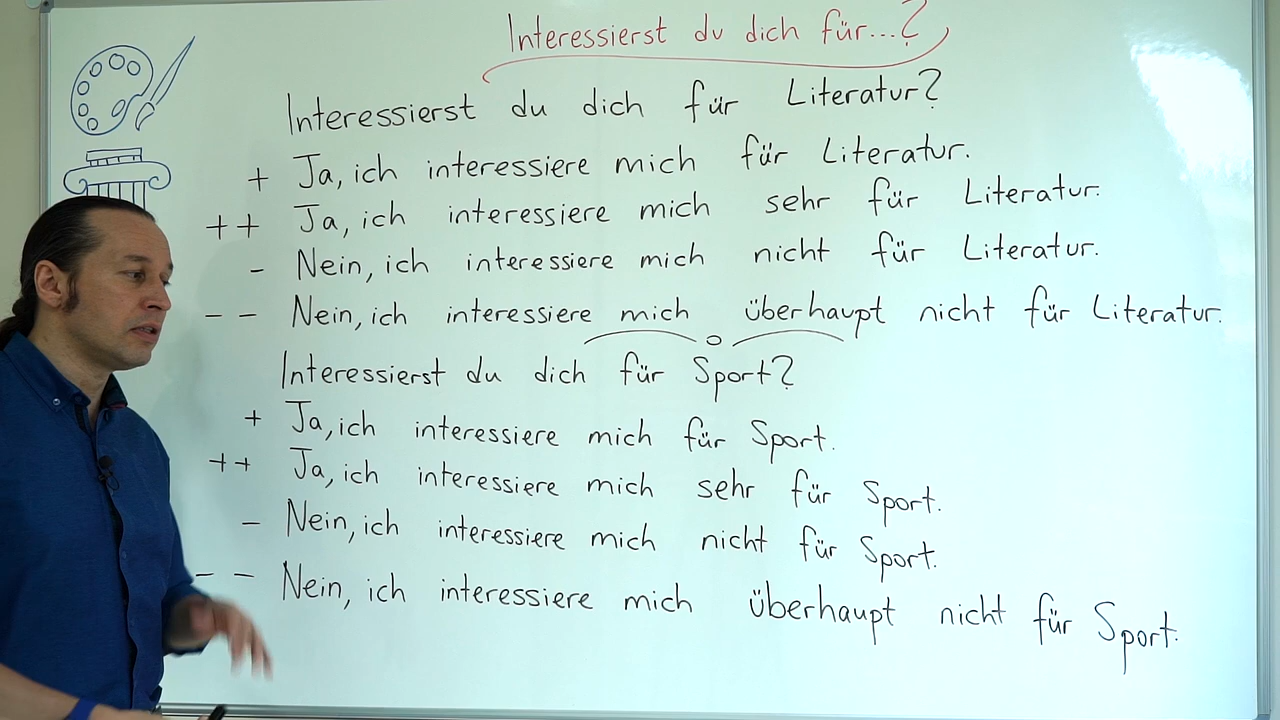 Interessierst du dich für...?
Interessierst du dich für Literatur?
+ Ja, ich interessiere mich für Literatur.
++ Ja, ich interessiere mich sehr für Literatur.
- Nein, ich interessiere mich nicht für Literatur.
-- Nein, ich interessiere mich überhaupt nicht für Literatur.
Interessierst du dich für Sport?
+ Ja, ich interessiere mich für Sport.
++ Ja, ich interessiere mich sehr für Sport.
- Nein, ich interessiere mich nicht für Sport.
-- Nein, ich interessiere mich überhaupt nicht für Sport.